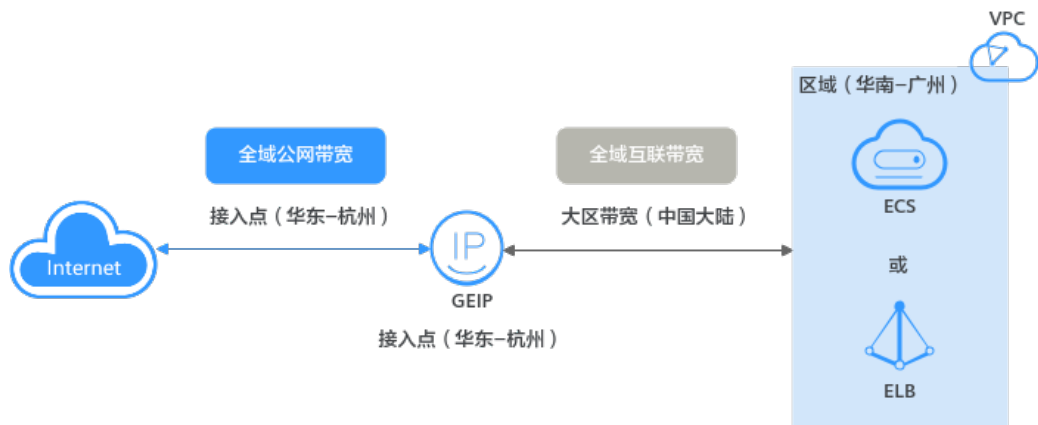 VPC
区域（华南–广州）
全域公网带宽
全域互联带宽
接入点（华东–杭州）
大区带宽（中国大陆）
ECS
Internet
IP
或
GEIP
接入点（华东–杭州）
ELB